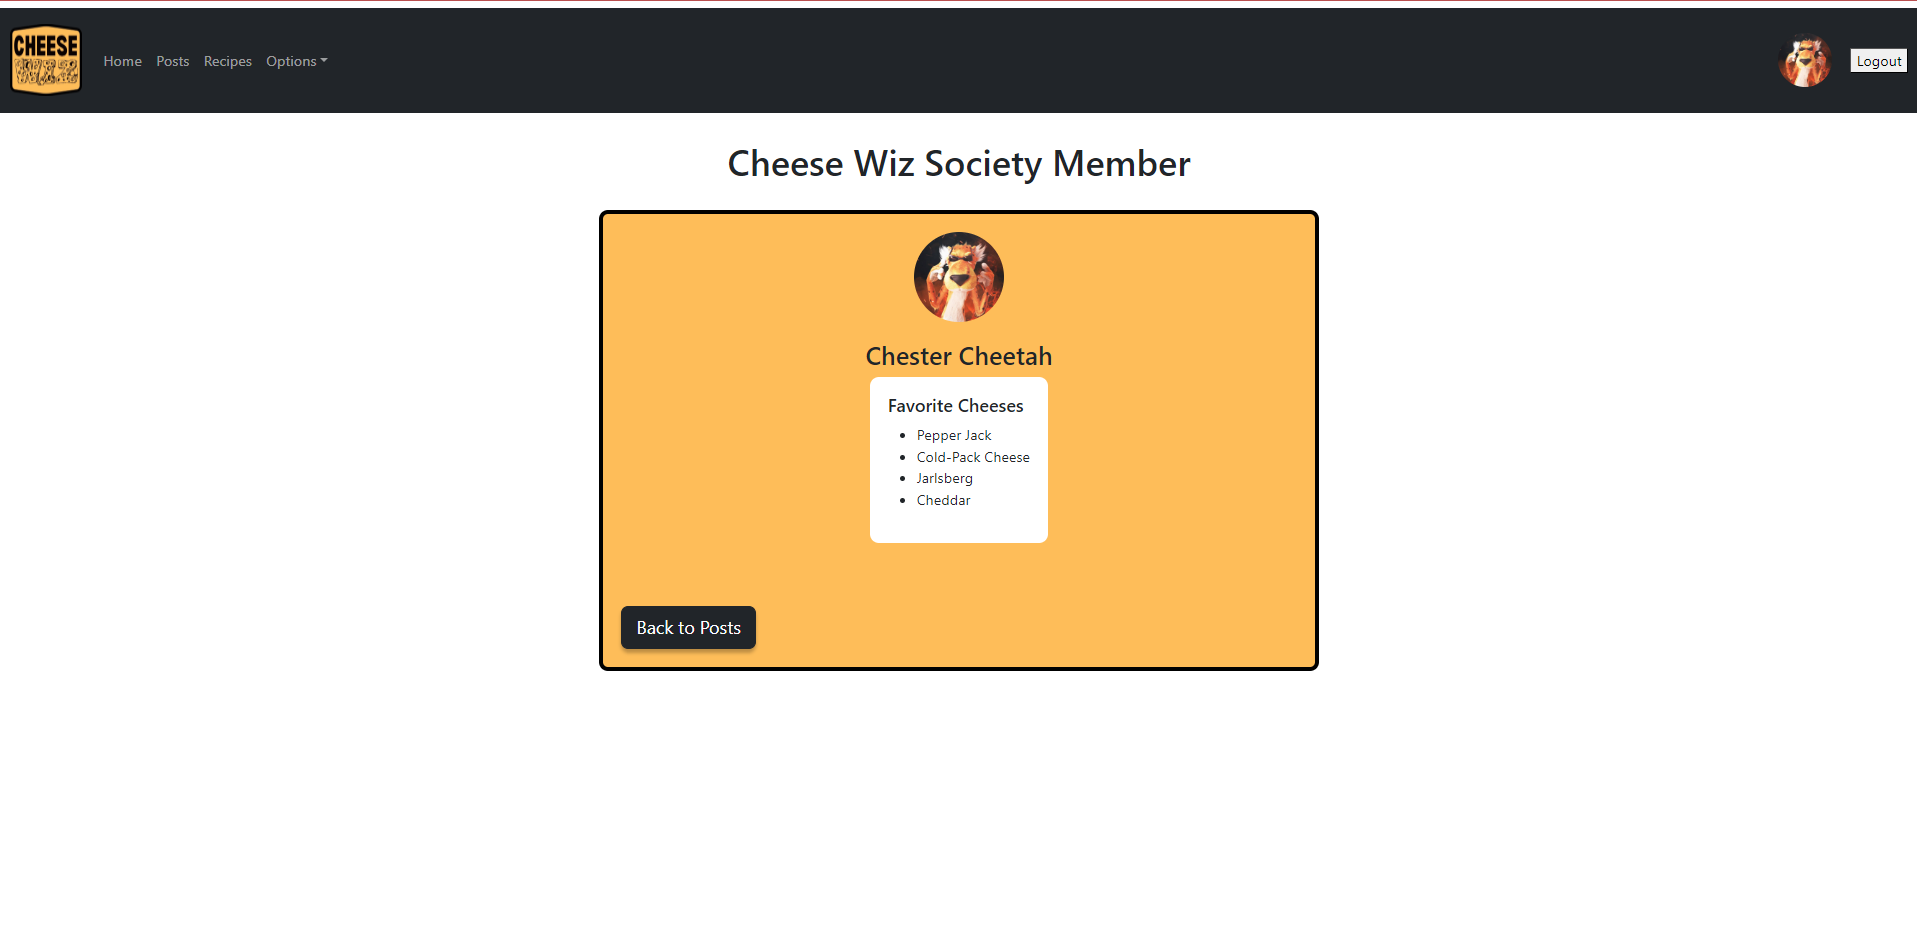 CHEESE
WIZ
Home Posts Recipes Options Logout
Cheese Wiz Society Member
Chester Cheetah
Favorite Cheeses
Pepper Jack
Cold-Pack Cheese
Jarlsberg
Cheddar
Back to Posts